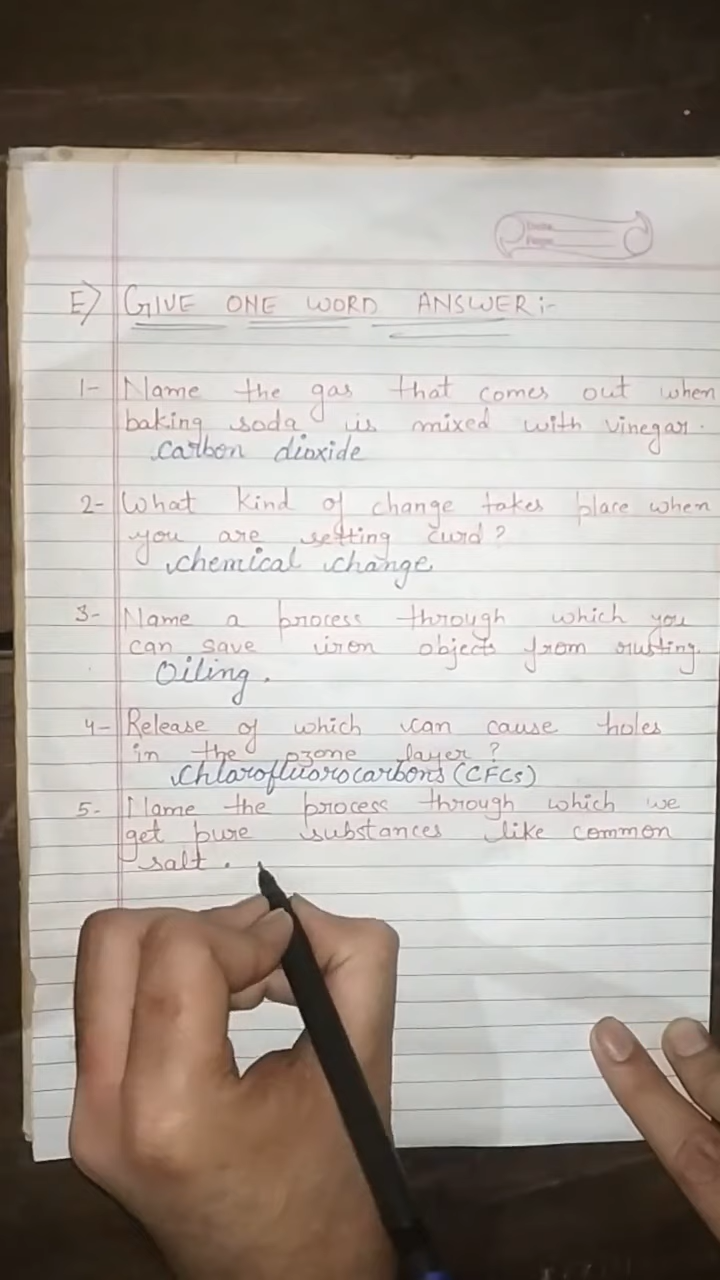 E) GIVE ONE WORD ANSWER :-
1- Name the gas that comes out when
baking soda is mixed with vinegar.
carbon dioxide
2- What kind of change takes place when
you are setting curd?
chemical change
3- Name a process through which you
can save iron objects from rusting.
Oiling.
4- Release of which can cause holes
in the ozone layer?
Chlarofluorocarbons (CFCs)
5- Name the process through which we
get pure substances like common
salt.